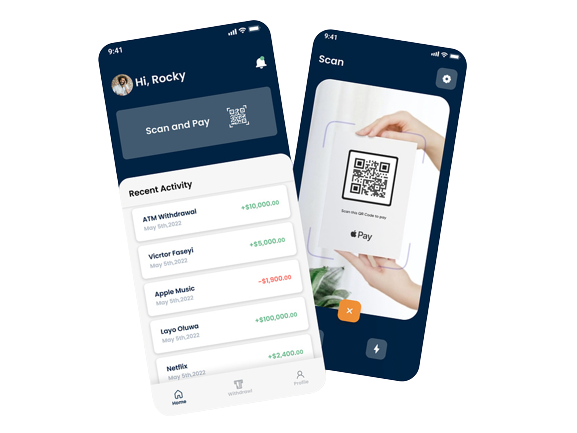 9:41
Hi, Rocky
Scan and Pay
Recent Activity
ATM Withdrawal
+$10,000.00
May 5th,2022
Vicrtor Faseyi
+$5,000.00
May 5th,2022
Apple Music
-$1,900.00
May 5th,2022
Layo Oluwa
+$100,000.00
May 5th,2022
Netflix
+$2,400.00
May 5th,2022
Home
Withdrawl
Profile
9:41
Scan
Scan this QR Code to pay
Pay